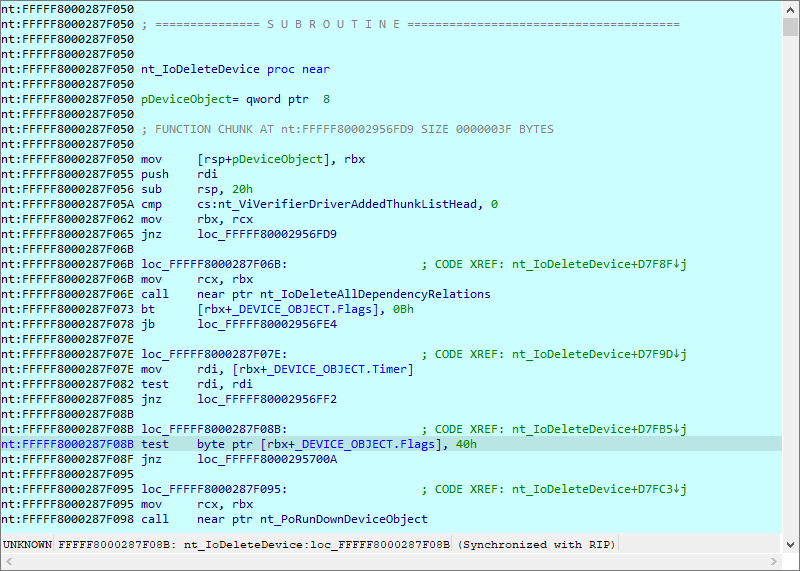 nt:FFFFF8000287F050
nt:FFFFF8000287F050 ; =============== S U B R O U T I N E =======================================
nt:FFFFF8000287F050
nt:FFFFF8000287F050
nt:FFFFF8000287F050 nt_IoDeleteDevice proc near
nt:FFFFF8000287F050
nt:FFFFF8000287F050 pDeviceObject= qword ptr  8
nt:FFFFF8000287F050
nt:FFFFF8000287F050 ; FUNCTION CHUNK AT nt:FFFFF80002956FD9 SIZE 0000003F BYTES
nt:FFFFF8000287F050
nt:FFFFF8000287F050 mov     [rsp+pDeviceObject], rbx
nt:FFFFF8000287F055 push    rdi
nt:FFFFF8000287F056 sub     rsp, 20h
nt:FFFFF8000287F05A cmp     cs:nt_ViVerifierDriverAddedThunkListHead, 0
nt:FFFFF8000287F062 mov     rbx, rcx
nt:FFFFF8000287F065 jnz     loc_FFFFF80002956FD9
nt:FFFFF8000287F06B
nt:FFFFF8000287F06B loc_FFFFF8000287F06B:                   ; CODE XREF: nt_IoDeleteDevice+D7F8F↓j
nt:FFFFF8000287F06B mov     rcx, rbx
nt:FFFFF8000287F06E call    near ptr nt_IoDeleteAllDependencyRelations
nt:FFFFF8000287F073 bt      [rbx+_DEVICE_OBJECT.Flags], 0Bh
nt:FFFFF8000287F078 jb      loc_FFFFF80002956FE4
nt:FFFFF8000287F07E
nt:FFFFF8000287F07E loc_FFFFF8000287F07E:                   ; CODE XREF: nt_IoDeleteDevice+D7F9D↓j
nt:FFFFF8000287F07E mov     rdi, [rbx+_DEVICE_OBJECT.Timer]
nt:FFFFF8000287F082 test    rdi, rdi
nt:FFFFF8000287F085 jnz     loc_FFFFF80002956FF2
nt:FFFFF8000287F08B
nt:FFFFF8000287F08B loc_FFFFF8000287F08B:                   ; CODE XREF: nt_IoDeleteDevice+D7FB5↓j
nt:FFFFF8000287F08B test    byte ptr [rbx+_DEVICE_OBJECT.Flags], 40h
nt:FFFFF8000287F08F jnz     loc_FFFFF8000295700A
nt:FFFFF8000287F095
nt:FFFFF8000287F095 loc_FFFFF8000287F095:                   ; CODE XREF: nt_IoDeleteDevice+D7FC3↓j
nt:FFFFF8000287F095 mov     rcx, rbx
nt:FFFFF8000287F098 call    near ptr nt_PoRunDownDeviceObject
UNKNOWN FFFFF8000287F08B: nt_IoDeleteDevice:loc_FFFFF8000287F08B (Synchronized with RIP)